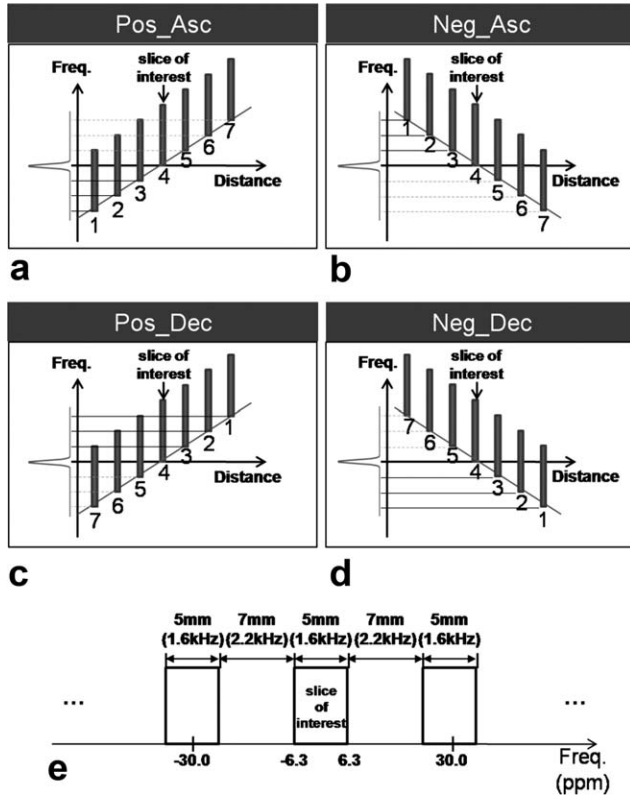 Pos_Asc
Neg_Asc
Freq.
slice of
interest
7
6
5
4
3
2
1
Distance
a
Freq.
slice of
interest
1
2
3
4
5
6
7
Distance
b
Pos_Dec
Neg_Dec
Freq.
slice of
interest
1
2
3
4
5
6
7
Distance
c
Freq.
slice of
interest
7
6
5
4
3
2
1
Distance
d
5mm 7mm 5mm 7mm 5mm
(1.6kHz) (2.2kHz) (1.6kHz) (2.2kHz) (1.6kHz)
...
slice
of
interest
...
-30.0 -6.3 6.3 30.0
Freq.
(ppm)
e